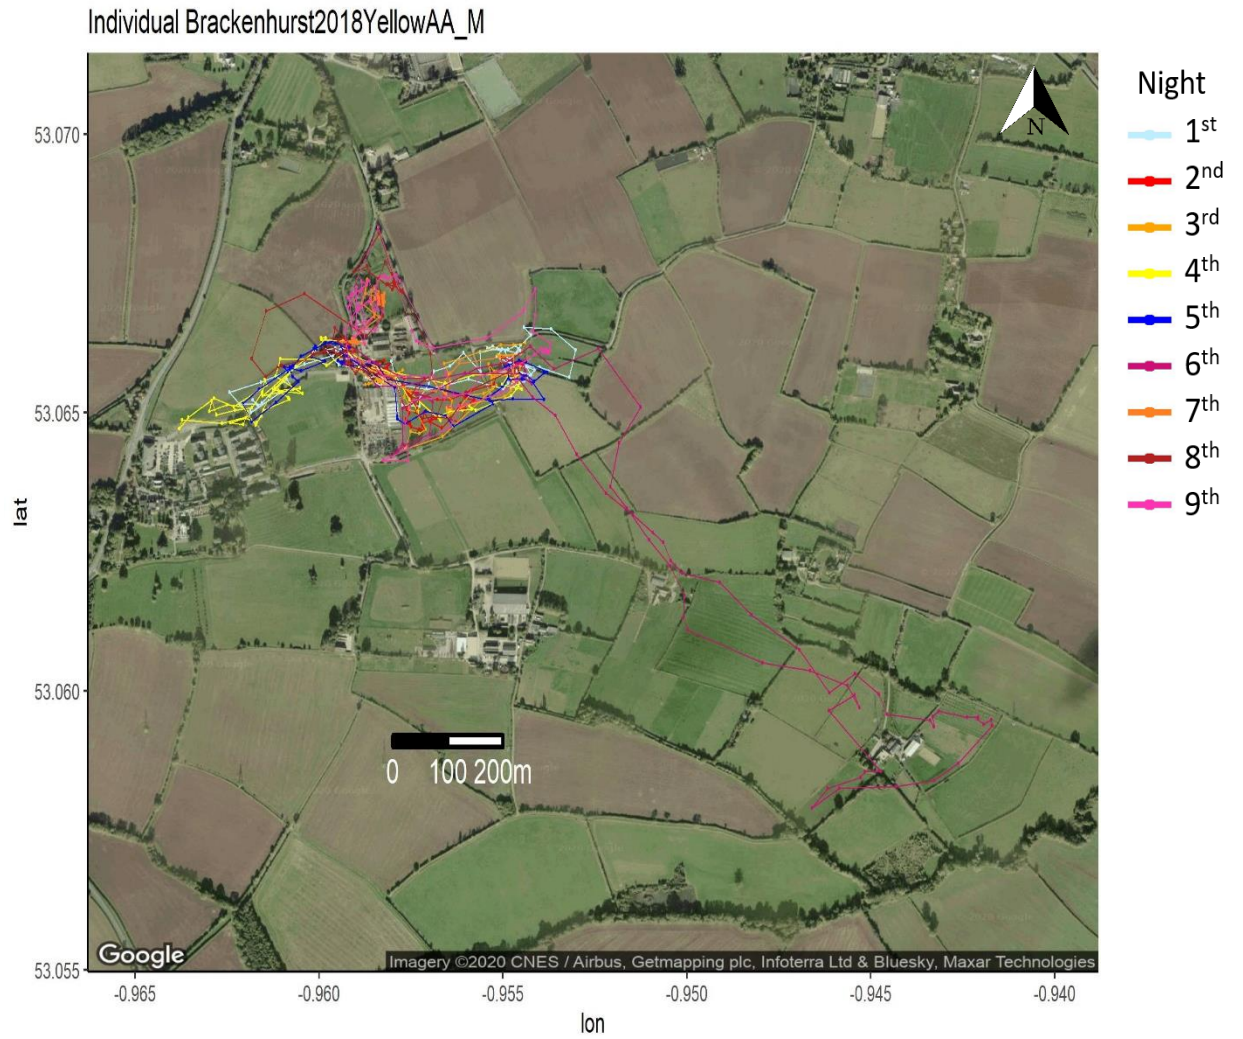 Individual Brackenhurst2018YellowAA_M
Night
1st
2nd
3rd
4th
5th
6th
7th
8th
9th
N
53.070
53.065
53.060
53.055
lat
0 100 200m
Google
Imagery ©2020 CNES / Airbus, Getmapping plc, Infoterra Ltd & Bluesky, Maxar Technologies
-0.965 -0.960 -0.955 -0.950 -0.945 -0.940
lon